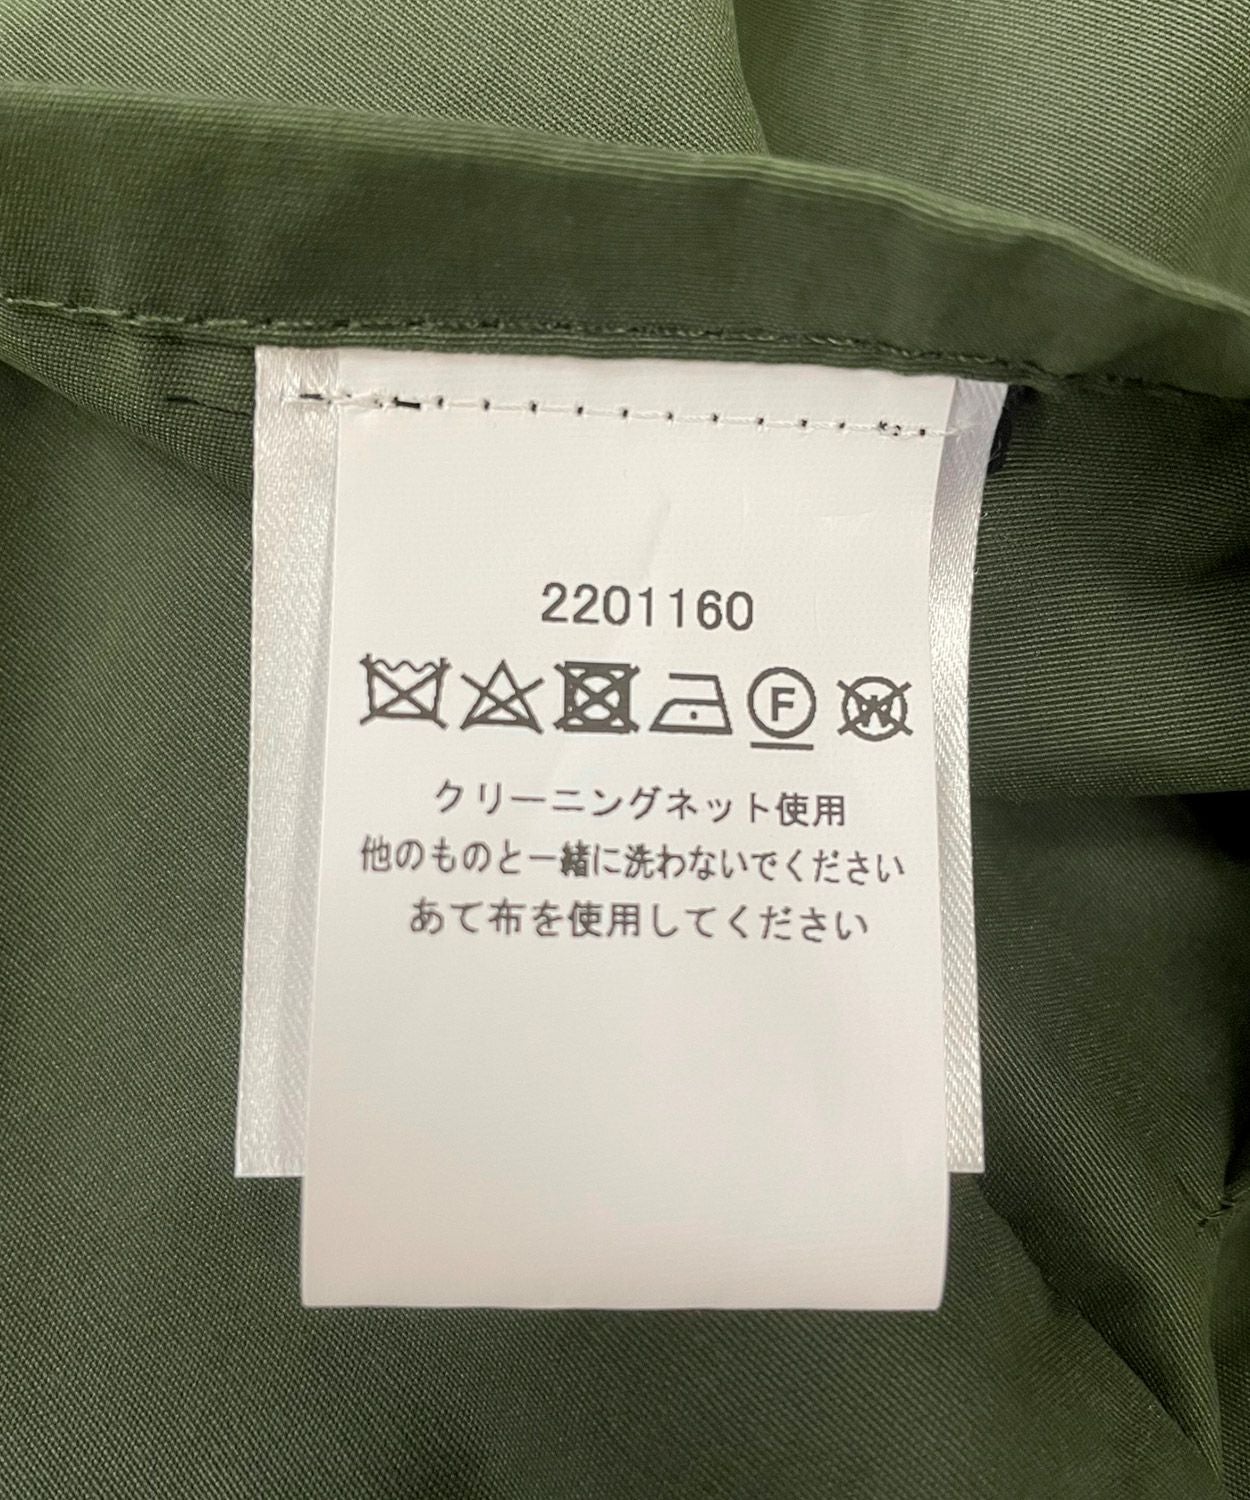 2201160
F
W
クリーニングネット使用
他のものと一緒に洗わないでください
あて布を使用してください